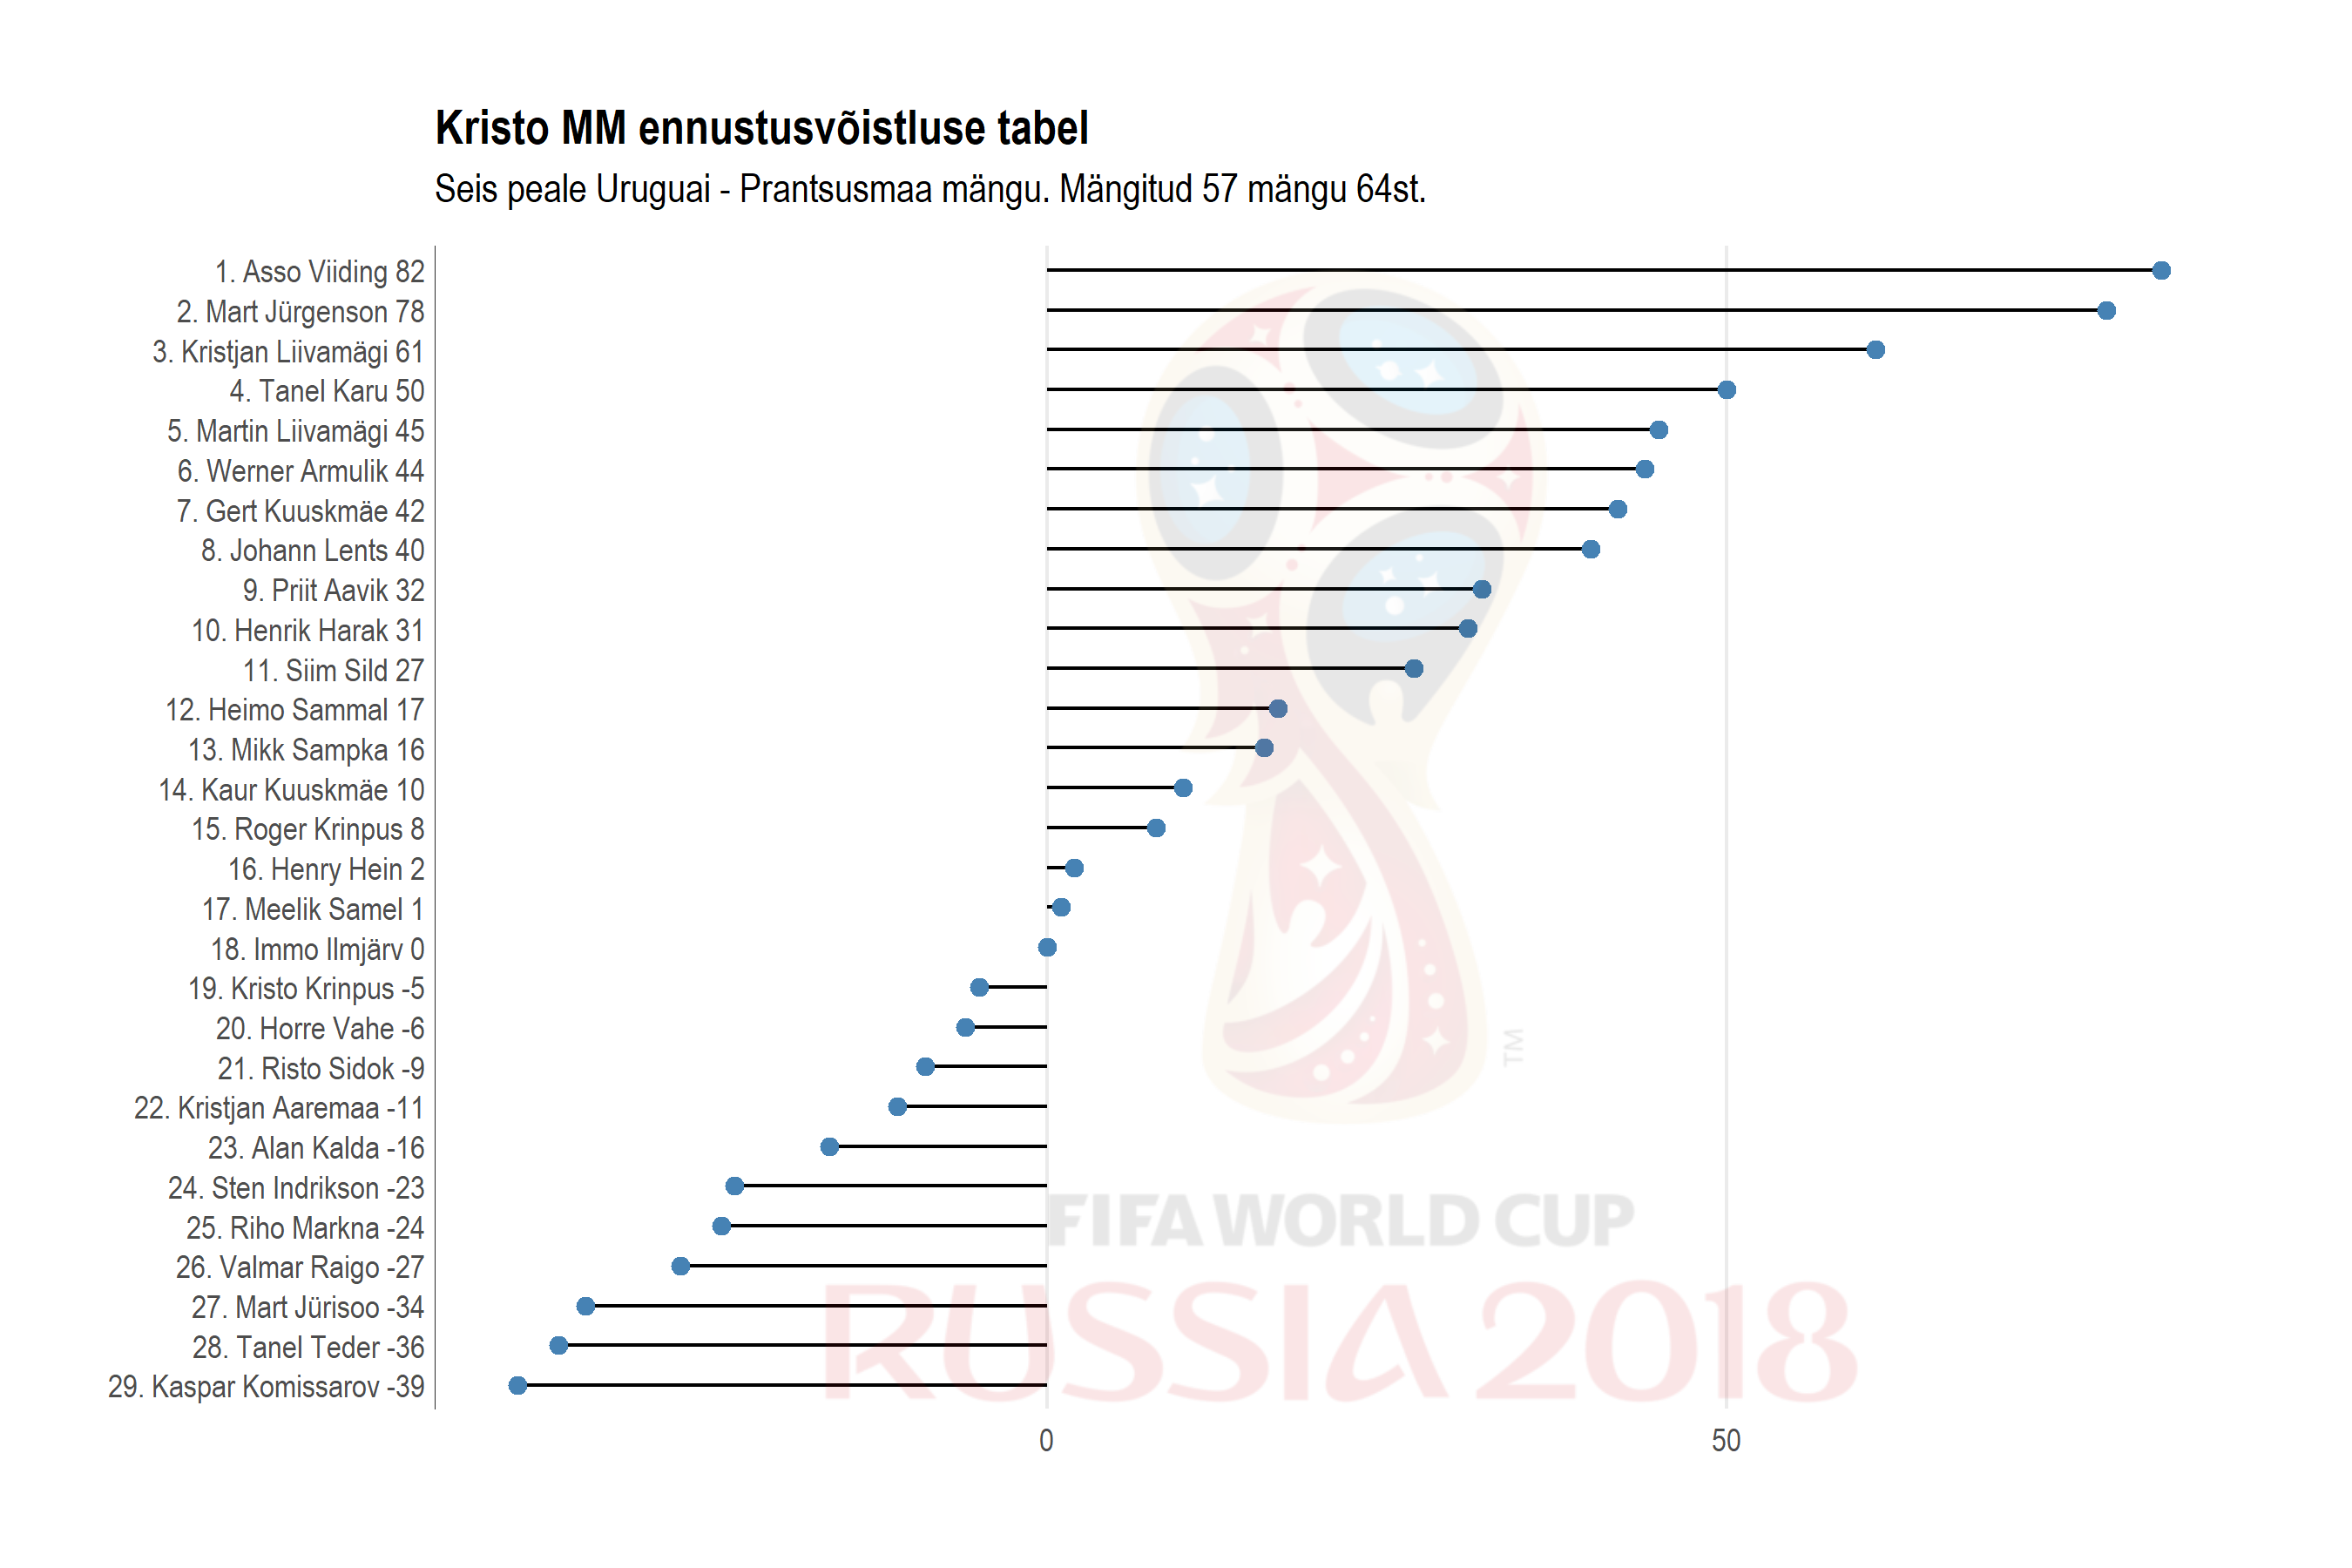 Kristo MM ennustusvõistluse tabel
Seis peale Uruguai - Prantsusmaa mängu. Mängitud 57 mängu 64st.
1. Asso Viiding 82
2. Mart Jürgenson 78
3. Kristjan Liivamägi 61
4. Tanel Karu 50
5. Martin Liivamägi 45
6. Werner Armulik 44
7. Gert Kuuskmäe 42
8. Johann Lents 40
9. Priit Aavik 32
10. Henrik Harak 31
11. Siim Sild 27
12. Heimo Sammal 17
13. Mikk Sampka 16
14. Kaur Kuuskmäe 10
15. Roger Krinpus 8
16. Henry Hein 2
17. Meelik Samel 1
18. Immo Ilmjärv 0
19. Kristo Krinpus -5
20. Horre Vahe -6
21. Risto Sidok -9
22. Kristjan Aaremaa -11
23. Alan Kalda -16
24. Sten Indrikson -23
25. Riho Markna -24
26. Valmar Raigo -27
27. Mart Jürisoo -34
28. Tanel Teder -36
29. Kaspar Komissarov -39
TM
FIFA WORLD CUP
RUSSIA 2018
0 50